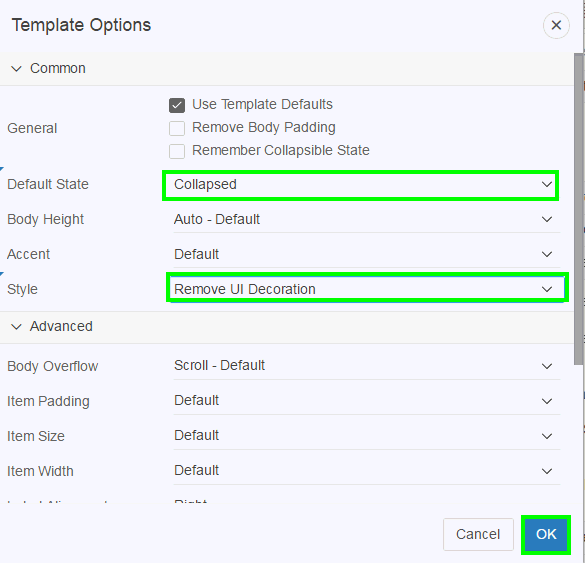 Template Options
Common
General
Use Template Defaults
Remove Body Padding
Remember Collapsible State
Default State Collapsed
Body Height Auto - Default
Accent Default
Style Remove UI Decoration
Advanced
Body Overflow Scroll - Default
Item Padding Default
Item Size Default
Item Width Default
Right
Cancel OK